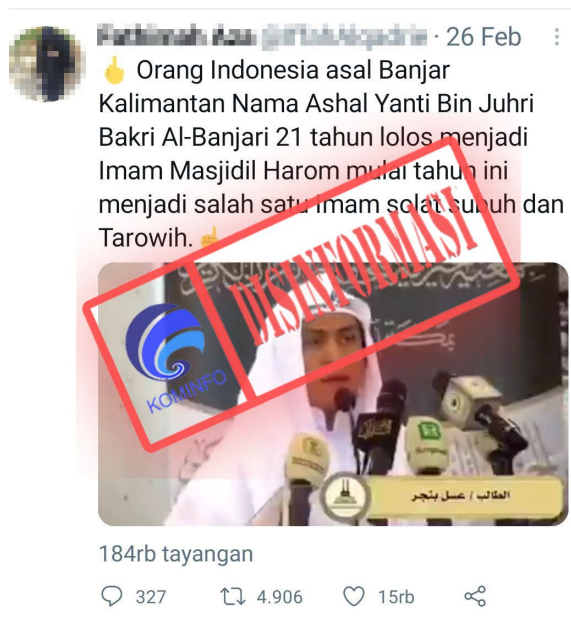 · 26 Feb
Orang Indonesia asal Banjar
Kalimantan Nama Ashal Yanti Bin Juhri
Bakri Al-Banjari 21 tahun lolos menjadi
Imam Masjidil Harom mulai tahun ini
menjadi salah satu imam solat subuh dan
Tarowih.
DISINFORMASI
KOMINFO
الطالب / عسل ينجر
184rb tayangan
327
4.906
15rb